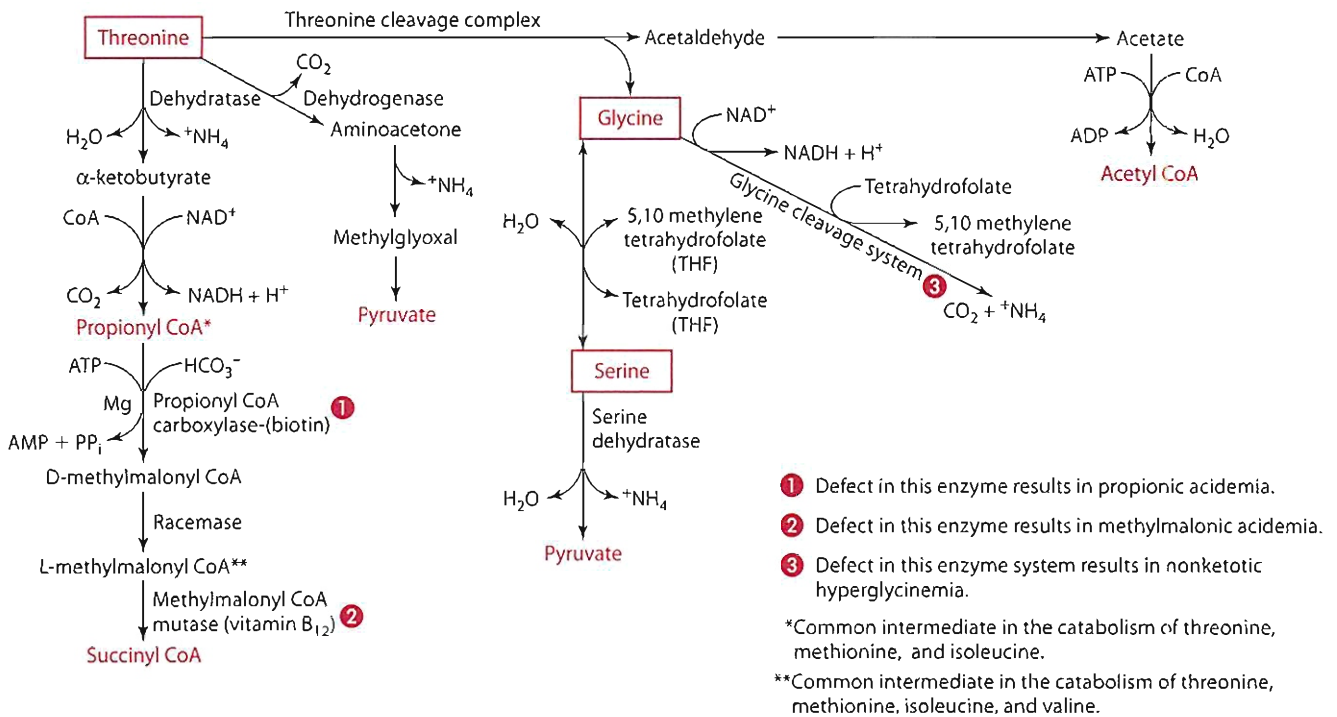 Threonine cleavage complex
Threonine
Acetaldehyde
Acetate
CO2
Dehydratase
Dehydrogenase
H2O
+NH4
Aminoacetone
ATP
CoA
Glycine
NAD+
NADH + H+
ADP
H2O
Acetyl CoA
α-ketobutyrate
+NH4
CoA
NAD+
Methylglyoxal
H2O
5,10 methylene
tetrahydrofolate
(THF)
Glycine cleavage system
3
Tetrahydrofolate
5,10 methylene
tetrahydrofolate
CO2
NADH + H+
Tetrahydrofolate
(THF)
CO2 + +NH4
Propionyl CoA*
Pyruvate
ATP
HCO3−
Mg
Propionyl CoA
carboxylase-(biotin)
1
AMP + PPi
Serine
Serine
dehydratase
D-methylmalonyl CoA
Racemase
H2O
+NH4
Pyruvate
L-methylmalonyl CoA**
Methylmalonyl CoA
mutase (vitamin B12)
2
Succinyl CoA
1 Defect in this enzyme results in propionic acidemia.
2 Defect in this enzyme results in methylmalonic acidemia.
3 Defect in this enzyme system results in nonketotic
hyperglycinemia.
*Common intermediate in the catabolism of threonine,
methionine, and isoleucine.
**Common intermediate in the catabolism of threonine,
methionine, isoleucine, and valine.